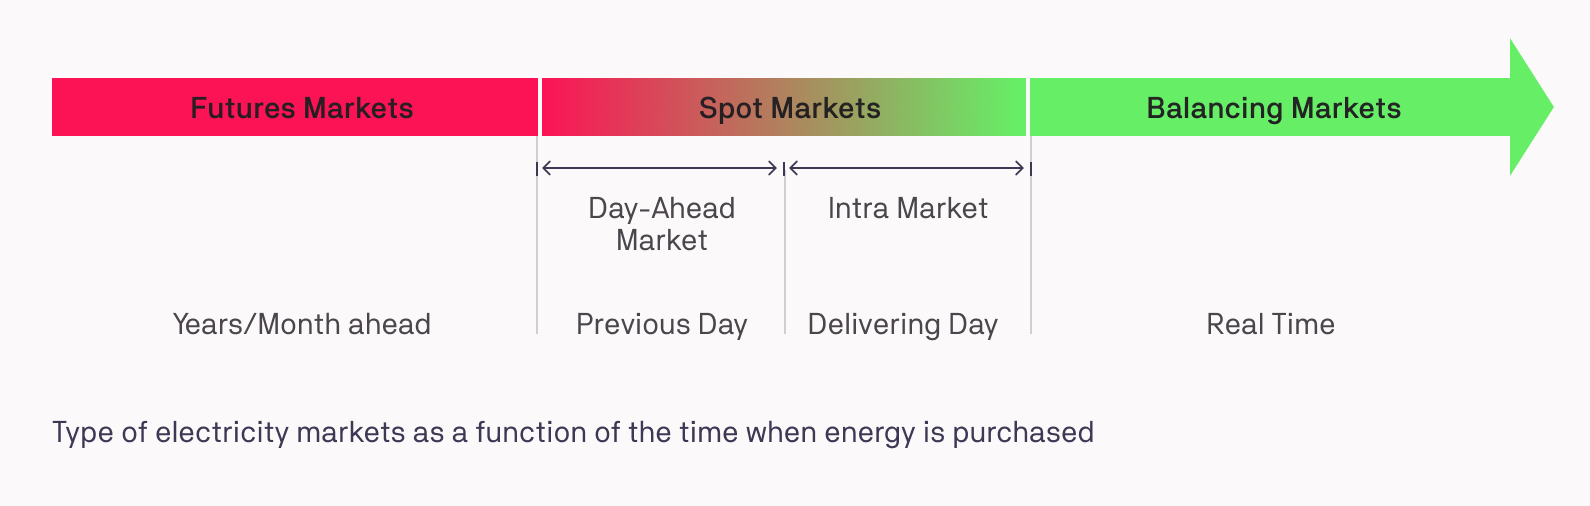 Futures Markets
Spot Markets
Balancing Markets
Day-Ahead
Market
Intra Market
Years/Month ahead
Previous Day
Delivering Day
Real Time
Type of electricity markets as a function of the time when energy is purchased